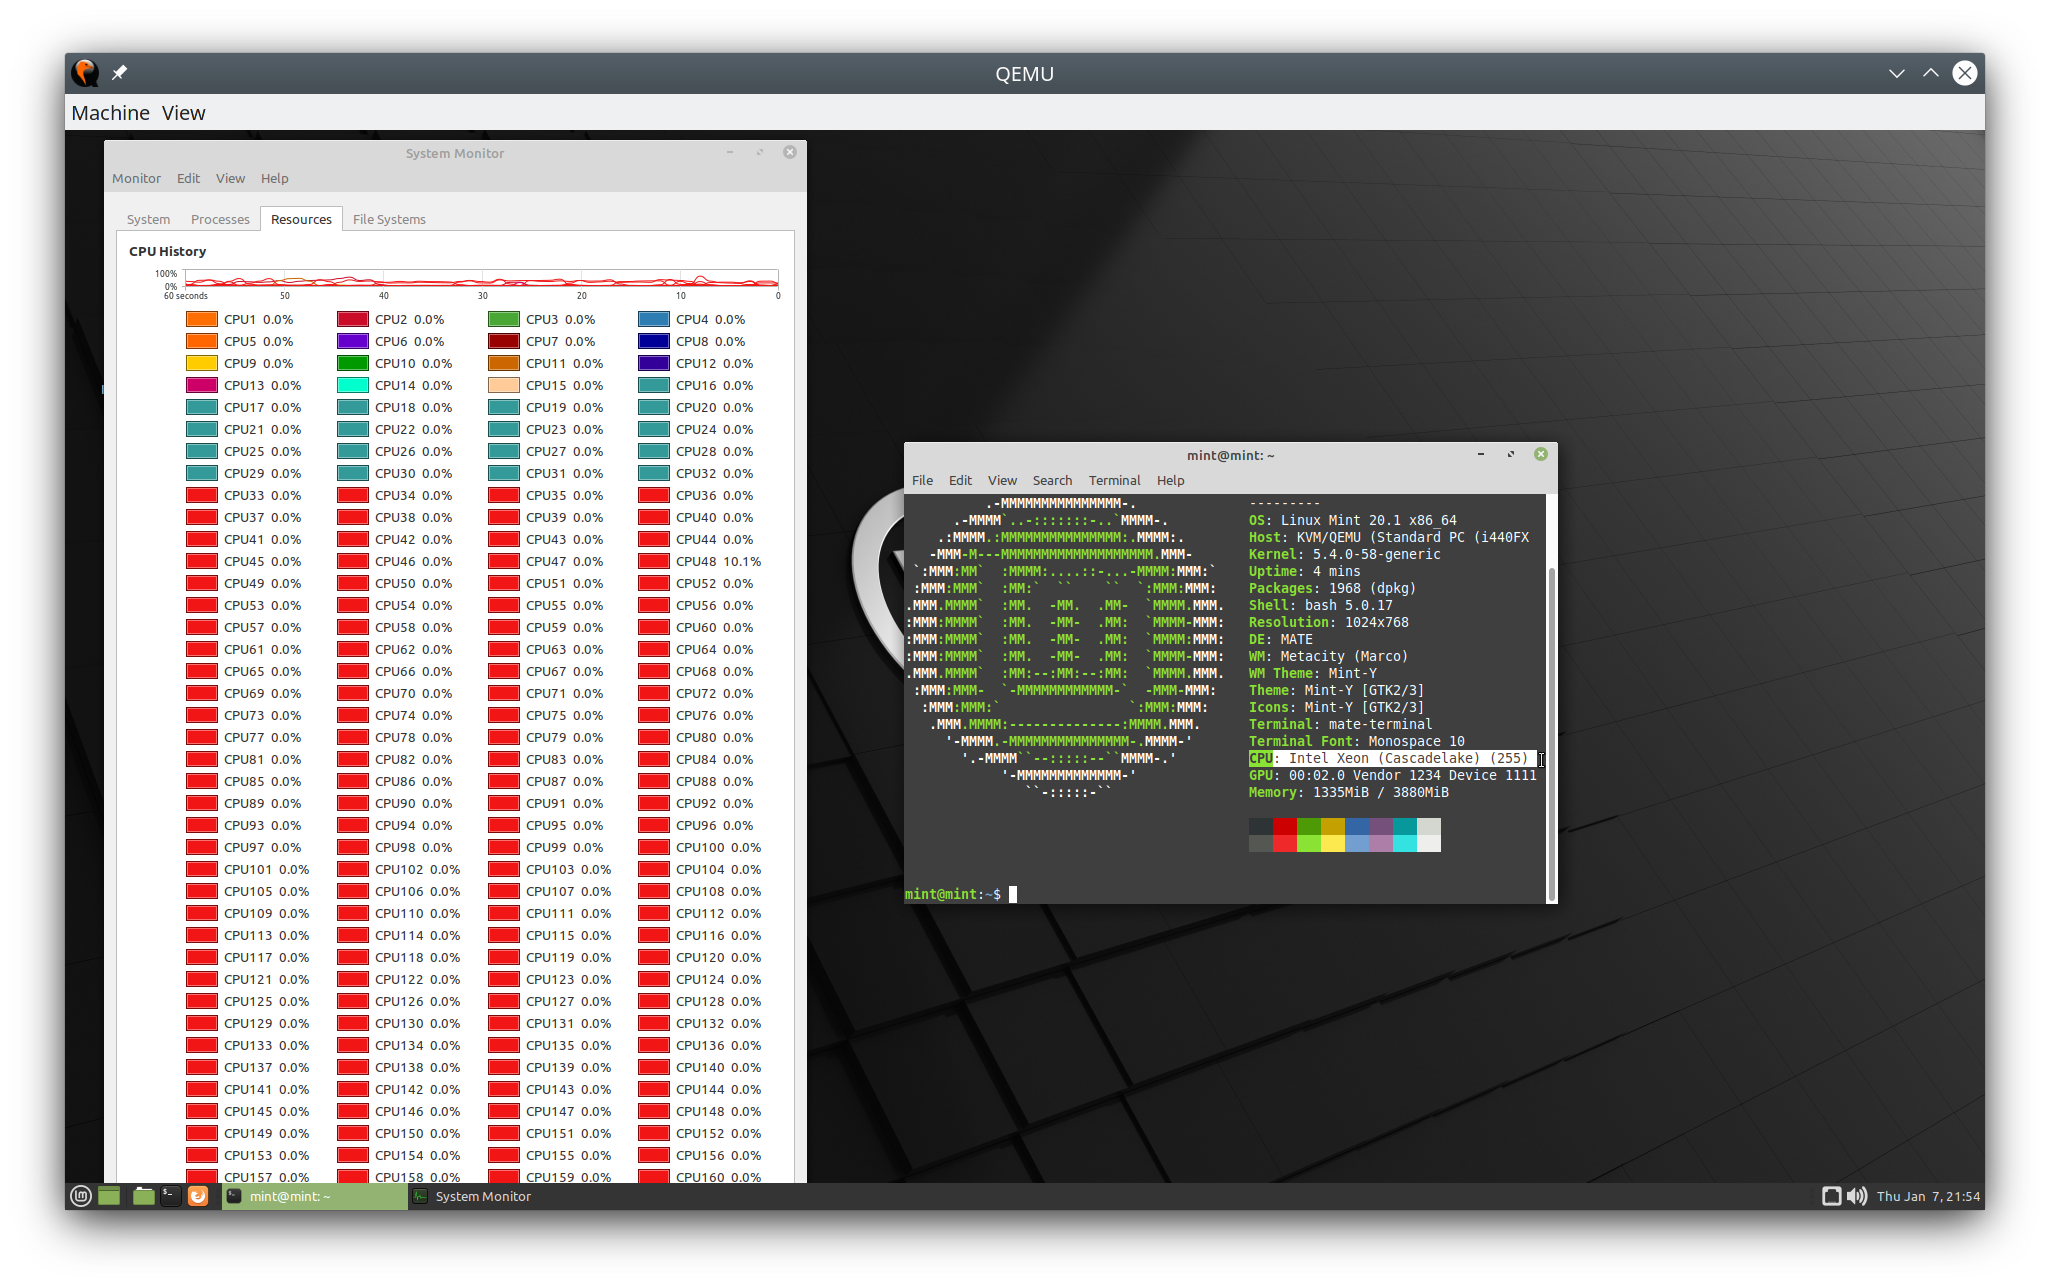 QEMU
Machine View
System Monitor
Monitor Edit View Help
System Processes Resources File Systems
CPU History
100%
0%
60 seconds 50 40 30 20 10 0
CPU1 0.0% CPU2 0.0% CPU3 0.0% CPU4 0.0%
CPU5 0.0% CPU6 0.0% CPU7 0.0% CPU8 0.0%
CPU9 0.0% CPU10 0.0% CPU11 0.0% CPU12 0.0%
CPU13 0.0% CPU14 0.0% CPU15 0.0% CPU16 0.0%
CPU17 0.0% CPU18 0.0% CPU19 0.0% CPU20 0.0%
CPU21 0.0% CPU22 0.0% CPU23 0.0% CPU24 0.0%
CPU25 0.0% CPU26 0.0% CPU27 0.0% CPU28 0.0%
CPU29 0.0% CPU30 0.0% CPU31 0.0% CPU32 0.0%
CPU33 0.0% CPU34 0.0% CPU35 0.0% CPU36 0.0%
CPU37 0.0% CPU38 0.0% CPU39 0.0% CPU40 0.0%
CPU41 0.0% CPU42 0.0% CPU43 0.0% CPU44 0.0%
CPU45 0.0% CPU46 0.0% CPU47 0.0% CPU48 10.1%
CPU49 0.0% CPU50 0.0% CPU51 0.0% CPU52 0.0%
CPU53 0.0% CPU54 0.0% CPU55 0.0% CPU56 0.0%
CPU57 0.0% CPU58 0.0% CPU59 0.0% CPU60 0.0%
CPU61 0.0% CPU62 0.0% CPU63 0.0% CPU64 0.0%
CPU65 0.0% CPU66 0.0% CPU67 0.0% CPU68 0.0%
CPU69 0.0% CPU70 0.0% CPU71 0.0% CPU72 0.0%
CPU73 0.0% CPU74 0.0% CPU75 0.0% CPU76 0.0%
CPU77 0.0% CPU78 0.0% CPU79 0.0% CPU80 0.0%
CPU81 0.0% CPU82 0.0% CPU83 0.0% CPU84 0.0%
CPU85 0.0% CPU86 0.0% CPU87 0.0% CPU88 0.0%
CPU89 0.0% CPU90 0.0% CPU91 0.0% CPU92 0.0%
CPU93 0.0% CPU94 0.0% CPU95 0.0% CPU96 0.0%
CPU97 0.0% CPU98 0.0% CPU99 0.0% CPU100 0.0%
CPU101 0.0% CPU102 0.0% CPU103 0.0% CPU104 0.0%
CPU105 0.0% CPU106 0.0% CPU107 0.0% CPU108 0.0%
CPU109 0.0% CPU110 0.0% CPU111 0.0% CPU112 0.0%
CPU113 0.0% CPU114 0.0% CPU115 0.0% CPU116 0.0%
CPU117 0.0% CPU118 0.0% CPU119 0.0% CPU120 0.0%
CPU121 0.0% CPU122 0.0% CPU123 0.0% CPU124 0.0%
CPU125 0.0% CPU126 0.0% CPU127 0.0% CPU128 0.0%
CPU129 0.0% CPU130 0.0% CPU131 0.0% CPU132 0.0%
CPU133 0.0% CPU134 0.0% CPU135 0.0% CPU136 0.0%
CPU137 0.0% CPU138 0.0% CPU139 0.0% CPU140 0.0%
CPU141 0.0% CPU142 0.0% CPU143 0.0% CPU144 0.0%
CPU145 0.0% CPU146 0.0% CPU147 0.0% CPU148 0.0%
CPU149 0.0% CPU150 0.0% CPU151 0.0% CPU152 0.0%
CPU153 0.0% CPU154 0.0% CPU155 0.0% CPU156 0.0%
CPU157 0.0% CPU158 0.0% CPU159 0.0% CPU160 0.0%
mint@mint: ~
File Edit View Search Terminal Help
---------
OS: Linux Mint 20.1 x86_64
Host: KVM/QEMU (Standard PC (i440FX
Kernel: 5.4.0-58-generic
Uptime: 4 mins
Packages: 1968 (dpkg)
Shell: bash 5.0.17
Resolution: 1024x768
DE: MATE
WM: Metacity (Marco)
WM Theme: Mint-Y
Theme: Mint-Y [GTK2/3]
Icons: Mint-Y [GTK2/3]
Terminal: mate-terminal
Terminal Font: Monospace 10
CPU: Intel Xeon (Cascadelake) (255)
GPU: 00:02.0 Vendor 1234 Device 1111
Memory: 1335MiB / 3880MiB
mint@mint:~$
mint@mint: ~ System Monitor Thu Jan 7, 21:54